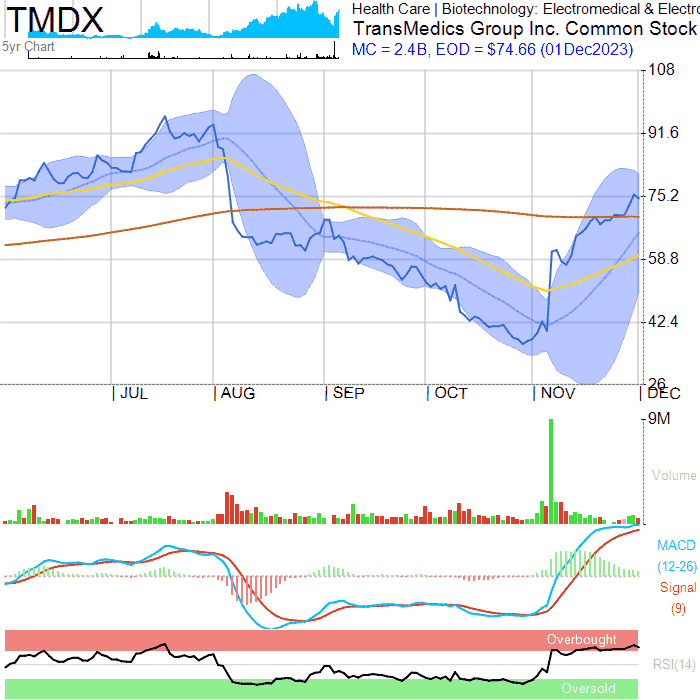 TMDX
5yr Chart
Health Care | Biotechnology: Electromedical & Electro
TransMedics Group Inc. Common Stock
MC = 2.4B, EOD = $74.66 (01Dec2023)
108
91.6
75.2
58.8
42.4
26
JUL
AUG
SEP
OCT
NOV
DEC
9M
Volume
MACD
(12-26)
Signal
(9)
Overbought
RSI(14)
Oversold